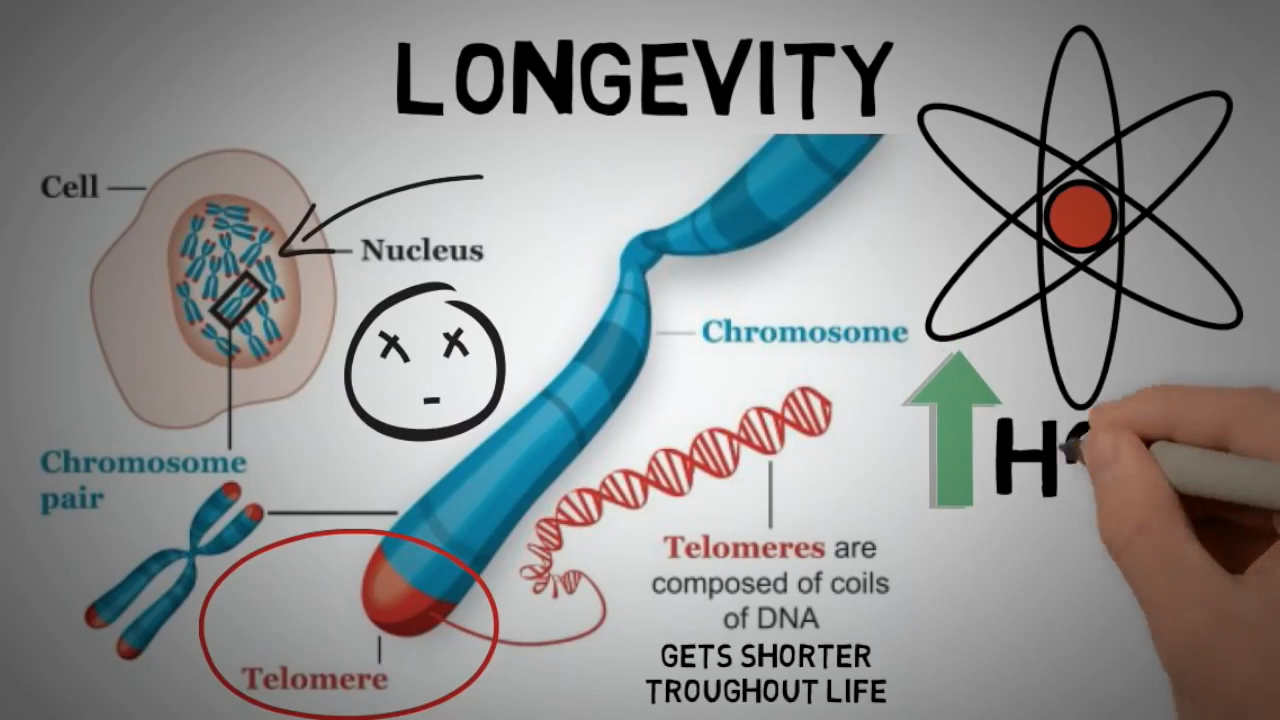 LONGEVITY
Cell
Nucleus
Chromosome
Chromosome
pair
Telomeres are
composed of coils
of DNA
GETS SHORTER
TROUGHOUT LIFE
Telomere